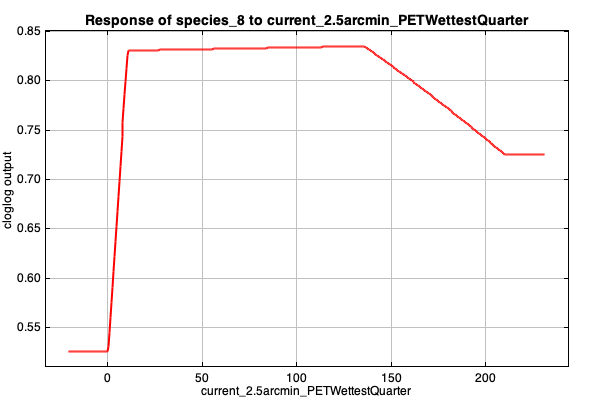 Response of species_8 to current_2.5arcmin_PETWettestQuarter
0.85
0.80
0.75
0.70
0.65
0.60
0.55
cloglog output
0 50 100 150 200
current_2.5arcmin_PETWettestQuarter